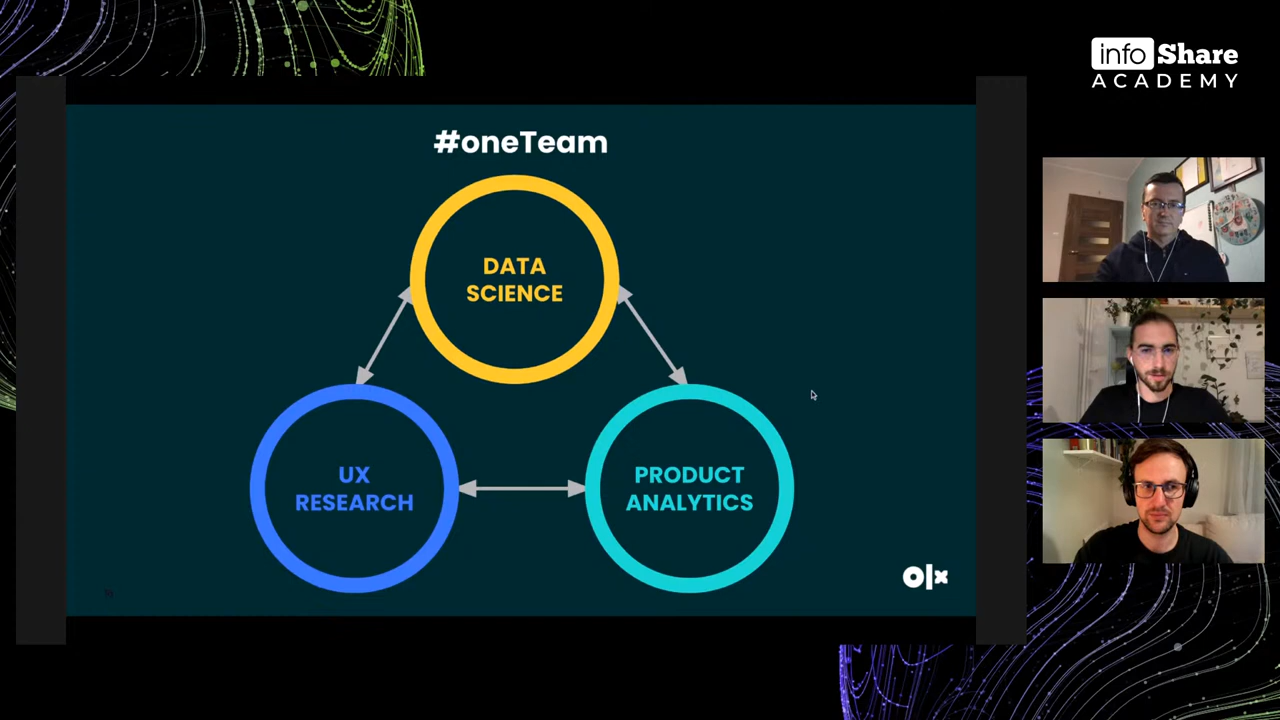 info Share
ACADEMY
#oneTeam
DATA
SCIENCE
UX
RESEARCH
PRODUCT
ANALYTICS
olx